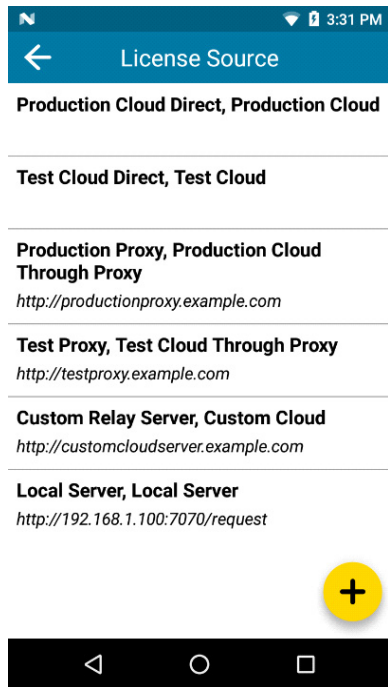 3:31 PM
License Source
Production Cloud Direct, Production Cloud
Test Cloud Direct, Test Cloud
Production Proxy, Production Cloud
Through Proxy
http://productionproxy.example.com
Test Proxy, Test Cloud Through Proxy
http://testproxy.example.com
Custom Relay Server, Custom Cloud
http://customcloudserver.example.com
Local Server, Local Server
http://192.168.1.100:7070/request